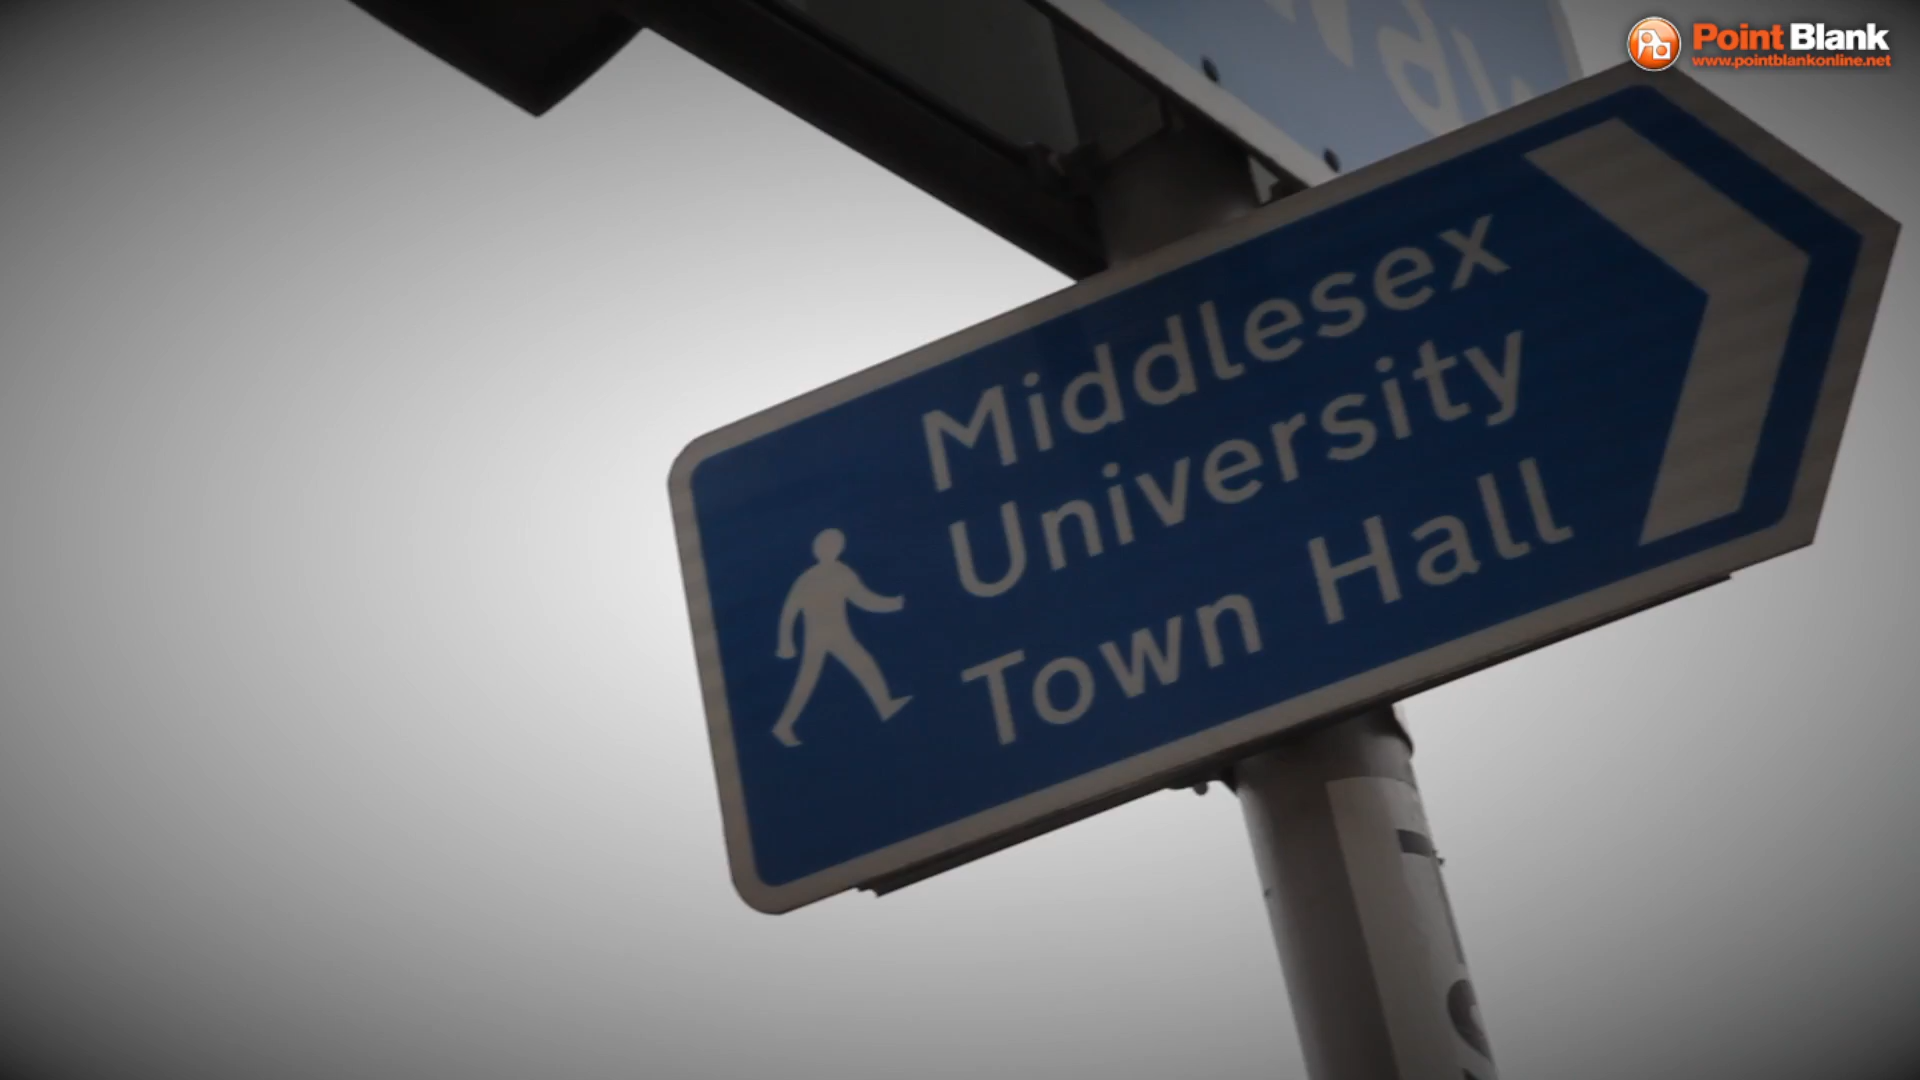 Point Blank
www.pointblankonline.net
Middlesex
University
Town Hall